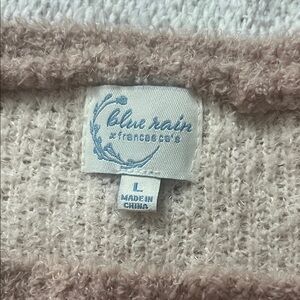 blue rain
x francesca's
L
MADE IN
CHINA